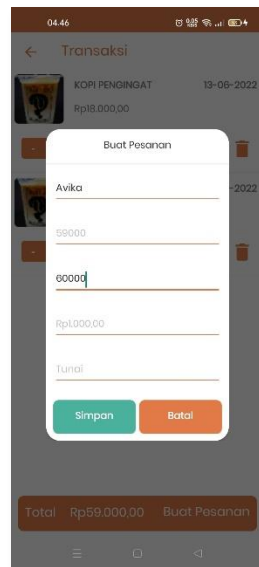 04.46
Transaksi
KOPI PENGINGAT 13-06-2022
Rp18.000,00
Buat Pesanan
Avika
-2022
59000
60000
Rp1.000,00
Tunai
Simpan Batal
Total Rp59.000,00 Buat Pesanan